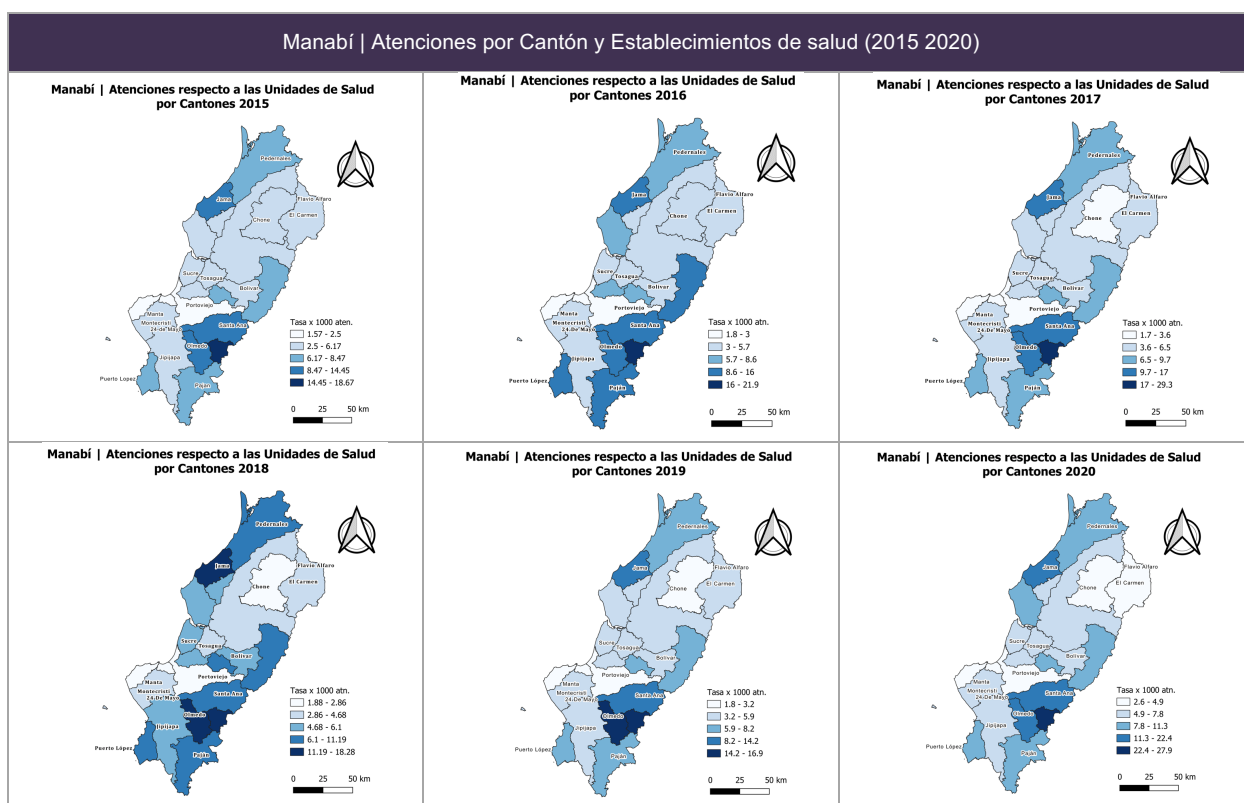 Manabí | Atenciones por Cantón y Establecimientos de salud (2015 2020)
Manabí | Atenciones respecto a las Unidades de Salud
por Cantones 2015
Pedernales
Jama
Flavio Alfaro
Chone
El Carmen
Sucre
Tosagua
Bolívar
Portoviejo
Manta
Montecristi
24 de Mayo
Santa Ana
Olmedo
Jipijapa
Puerto López
Paján
Tasa x 1000 aten.
1.57 - 2.5
2.5 - 6.17
6.17 - 8.47
8.47 - 14.45
14.45 - 18.67
0 25 50 km
Manabí | Atenciones respecto a las Unidades de Salud
por Cantones 2016
Pedernales
Jama
Flavio Alfaro
Chone
El Carmen
Sucre
Tosagua
Bolívar
Portoviejo
Manta
Montecristi
24.De Mayo
Santa Ana
Olmedo
Jipijapa
Puerto López
Paján
Tasa x 1000 atn.
1.8 - 3
3 - 5.7
5.7 - 8.6
8.6 - 16
16 - 21.9
0 25 50 km
Manabí | Atenciones respecto a las Unidades de Salud
por Cantones 2017
Pedernales
Jama
Flavio Alfaro
Chone
El Carmen
Sucre
Tosagua
Bolívar
Portoviejo
Manta
Montecristi
24.De Mayo
Santa Ana
Olmedo
Jipijapa
Puerto López
Paján
Tasa x 1000 atn.
1.7 - 3.6
3.6 - 6.5
6.5 - 9.7
9.7 - 17
17 - 29.3
0 25 50 km
Manabí | Atenciones respecto a las Unidades de Salud
por Cantones 2018
Pedernales
Jama
Flavio Alfaro
Chone
El Carmen
Sucre
Tosagua
Bolívar
Portoviejo
Manta
Montecristi
24.De Mayo
Santa Ana
Olmedo
Jipijapa
Puerto López
Paján
Tasa x 1000 atn.
1.88 - 2.86
2.86 - 4.68
4.68 - 6.1
6.1 - 11.19
11.19 - 18.28
0 25 50 km
Manabí | Atenciones respecto a las Unidades de Salud
por Cantones 2019
Pedernales
Jama
Flavio Alfaro
Chone
El Carmen
Sucre
Tosagua
Bolívar
Portoviejo
Manta
Montecristi
24 de Mayo
Santa Ana
Olmedo
Jipijapa
Puerto López
Paján
Tasa x 1000 atn.
1.8 - 3.2
3.2 - 5.9
5.9 - 8.2
8.2 - 14.2
14.2 - 16.9
0 25 50 km
Manabí | Atenciones respecto a las Unidades de Salud
por Cantones 2020
Pedernales
Jama
Flavio Alfaro
Chone
El Carmen
Sucre
Tosagua
Bolívar
Portoviejo
Manta
Montecristi
24 de Mayo
Santa Ana
Olmedo
Jipijapa
Puerto López
Paján
Tasa x 1000 atn.
2.6 - 4.9
4.9 - 7.8
7.8 - 11.3
11.3 - 22.4
22.4 - 27.9
0 25 50 km